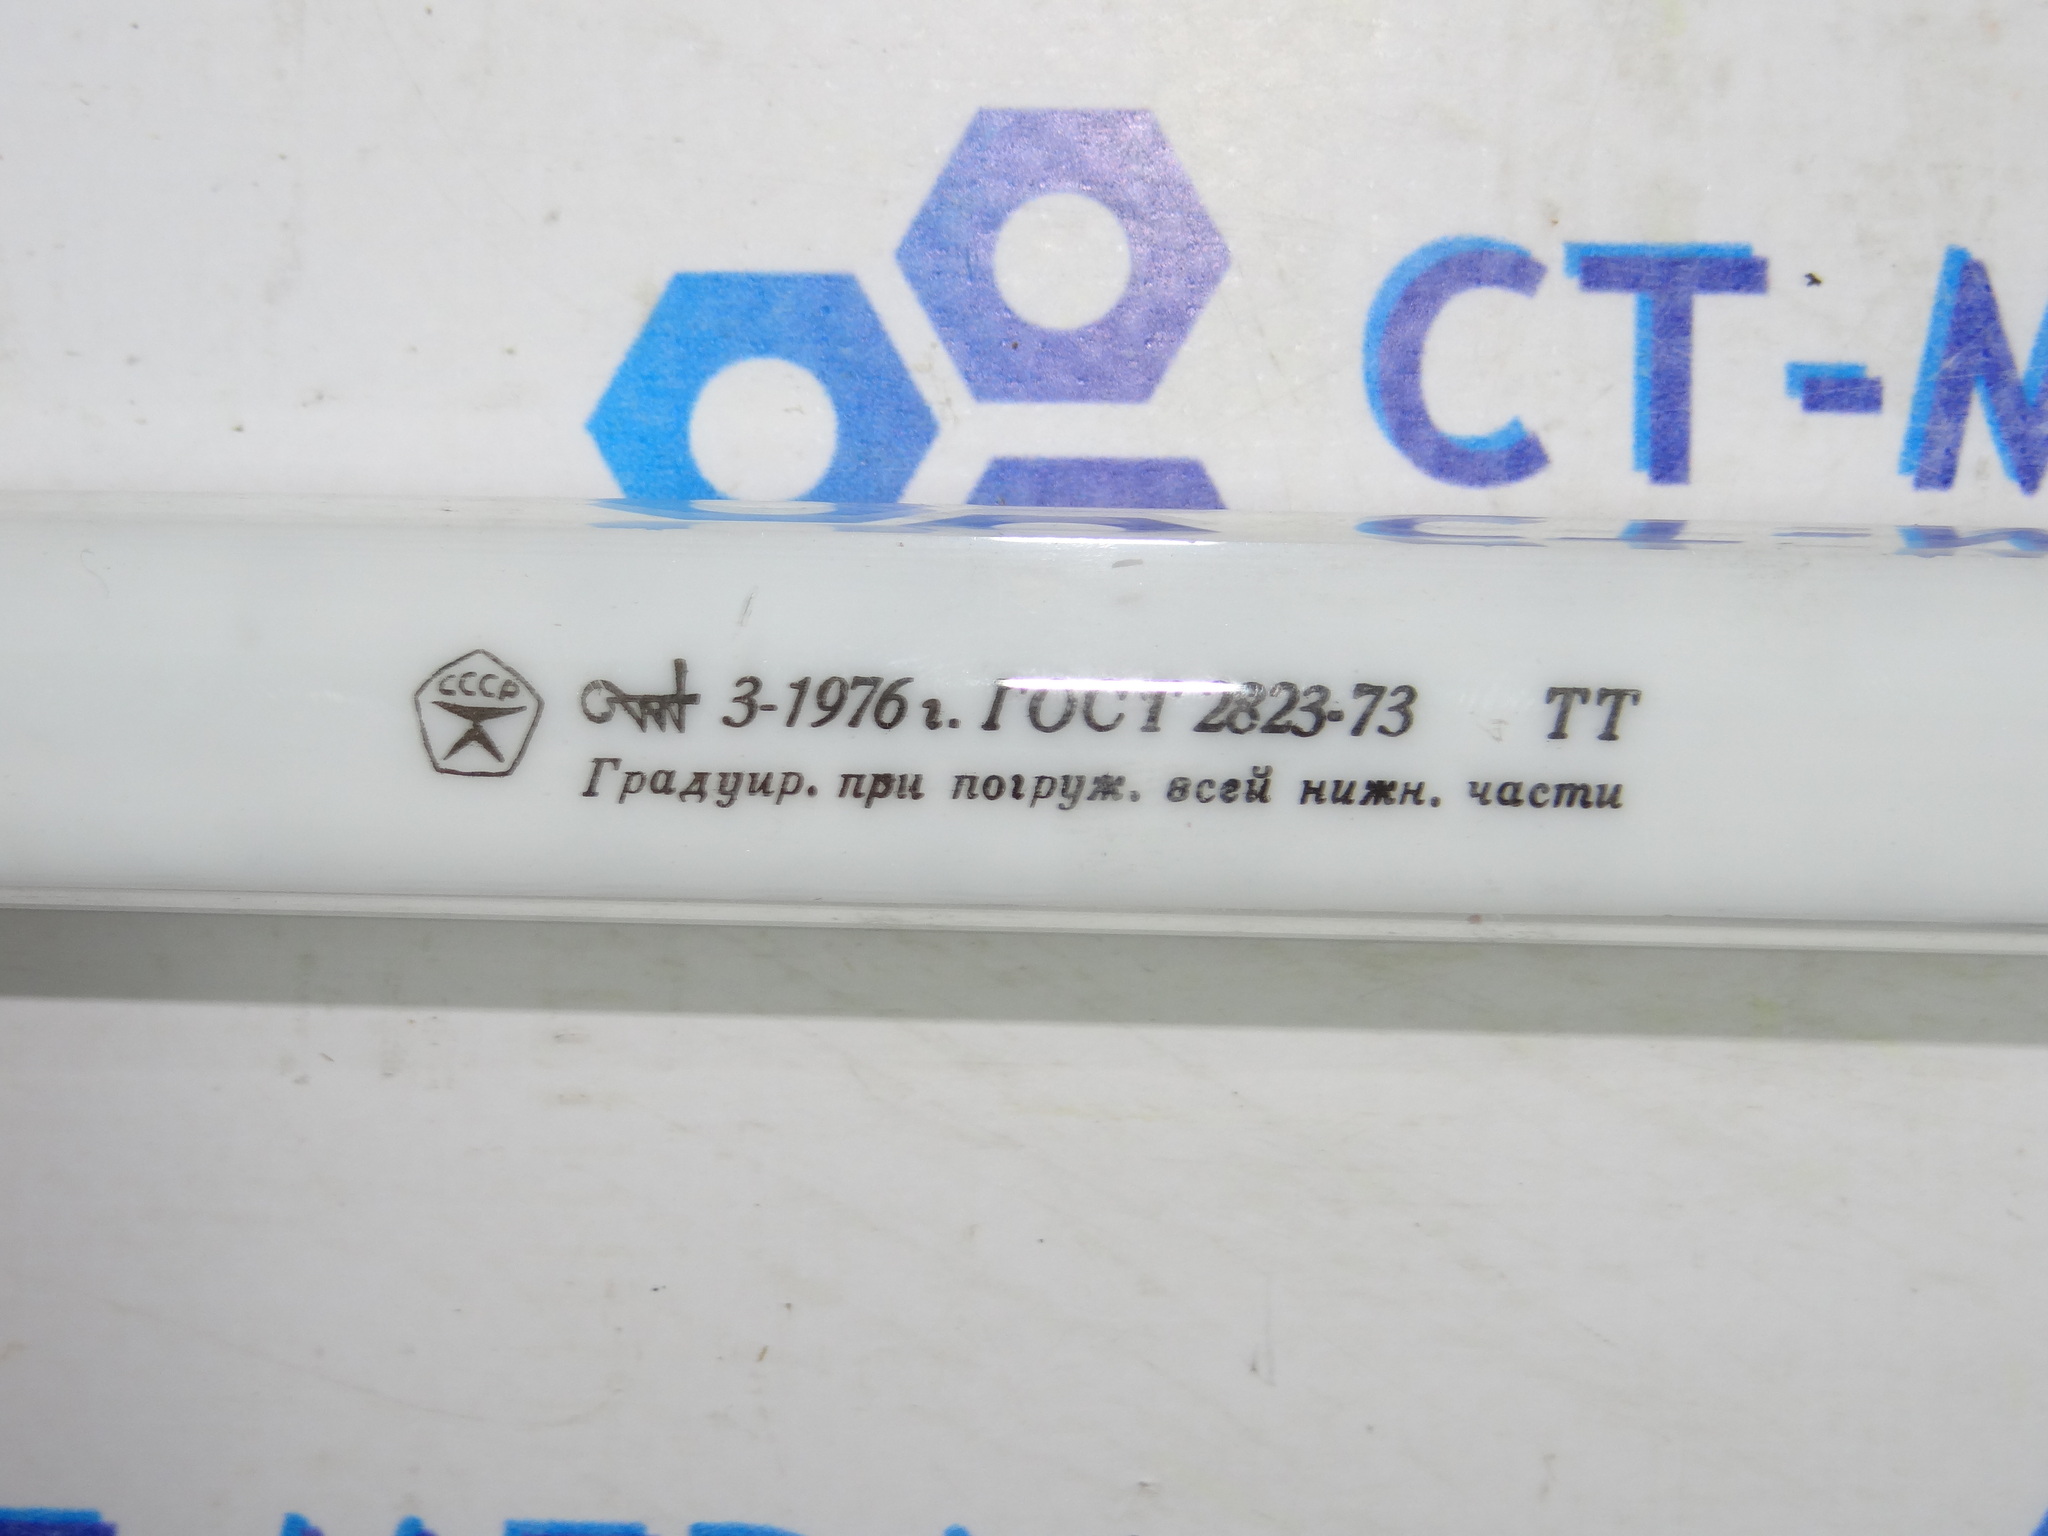 СТ-М
СССР
3-1976 г. ГОСТ 2823-73 ТТ
Градуир. при погруж. всей нижн. части